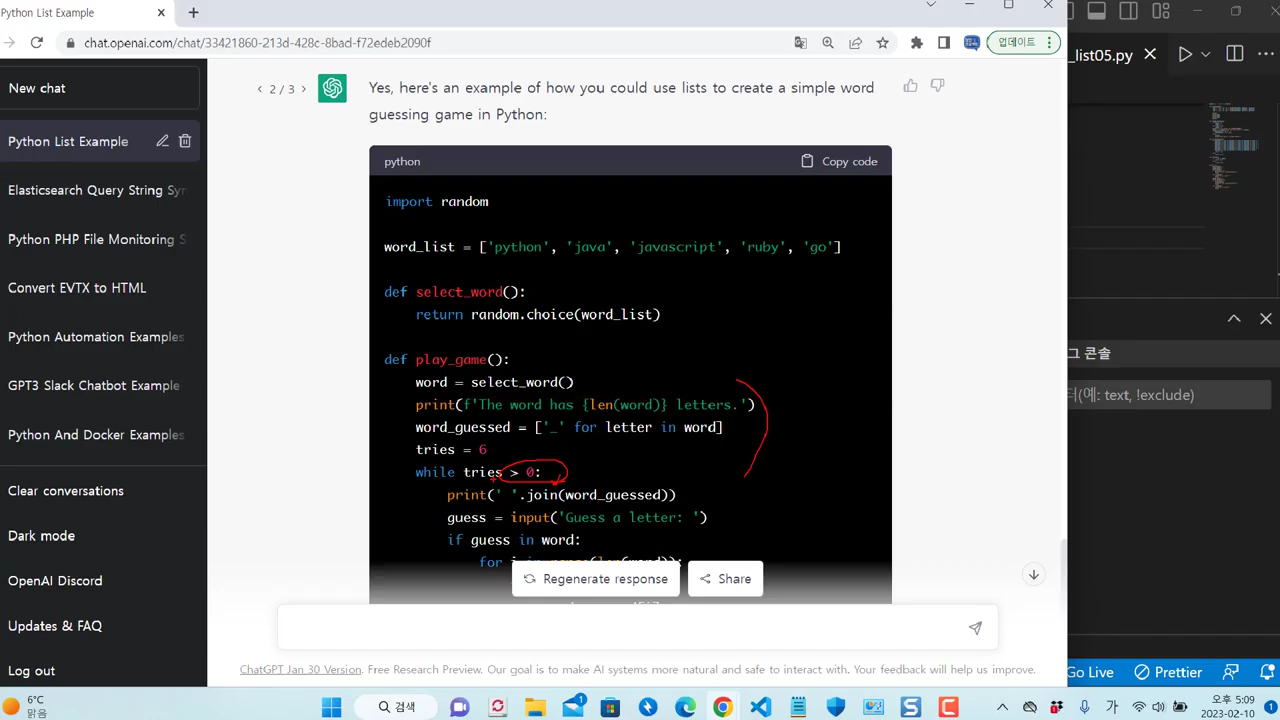 Python List Example
chat.openai.com/chat/33421860-213d-428c-8bad-f72edeb2090f
업데이트
_list05.py
New chat
Python List Example
Elasticsearch Query String Syn
Python PHP File Monitoring S
Convert EVTX to HTML
Python Automation Examples
GPT3 Slack Chatbot Example
Python And Docker Examples
Clear conversations
Dark mode
OpenAI Discord
Updates & FAQ
Log out
2 / 3
Yes, here's an example of how you could use lists to create a simple word
guessing game in Python:
python
Copy code
import random
word_list = ['python', 'java', 'javascript', 'ruby', 'go']
def select_word():
return random.choice(word_list)
def play_game():
word = select_word()
print(f'The word has {len(word)} letters.')
word_guessed = ['_' for letter in word]
tries = 6
while tries > 0:
print(' '.join(word_guessed))
guess = input('Guess a letter: ')
if guess in word:
for i in range(len(word)):
Regenerate response
Share
ChatGPT Jan 30 Version. Free Research Preview. Our goal is to make AI systems more natural and safe to interact with. Your feedback will help us improve.
그 콘솔
터(예: text, !exclude)
Go Live
Prettier
6°C
맑음
검색
1
가
오후 5:09
2023-02-10